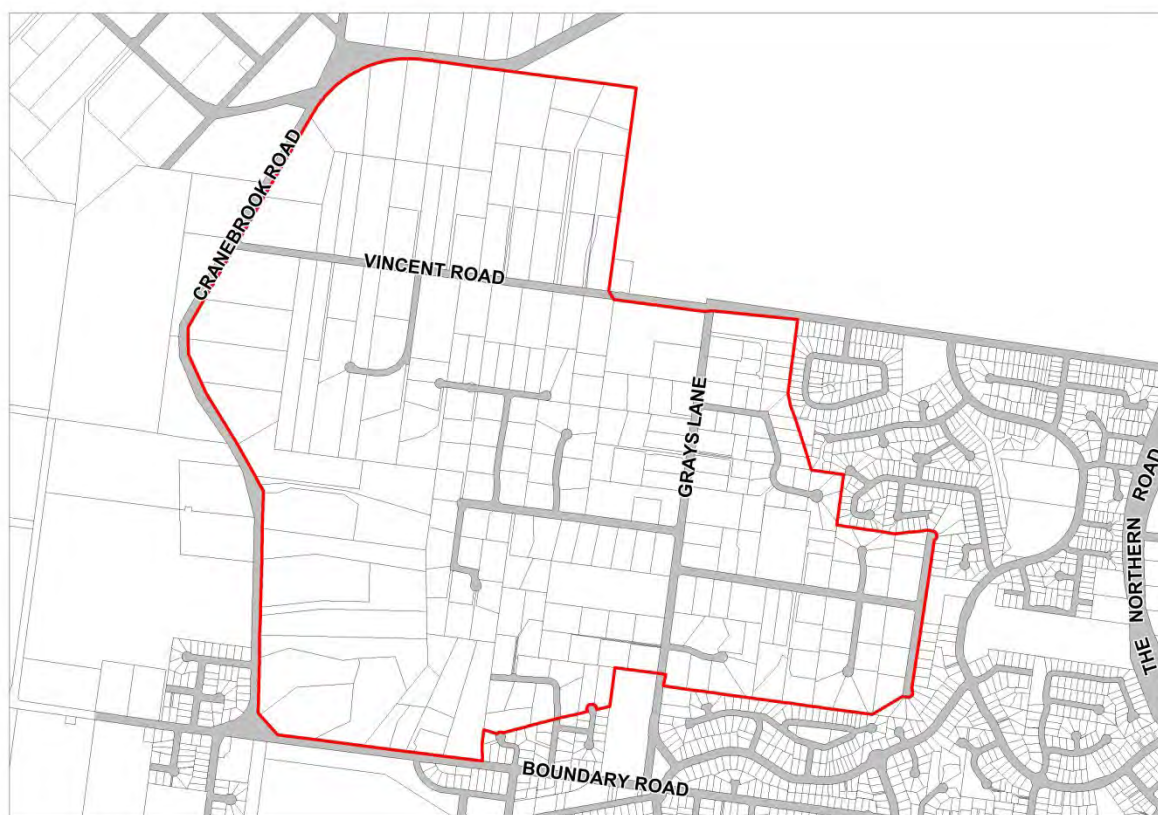 CRANEBROOK ROAD
VINCENT ROAD
GRAYS LANE
THE NORTHERN ROAD
BOUNDARY ROAD